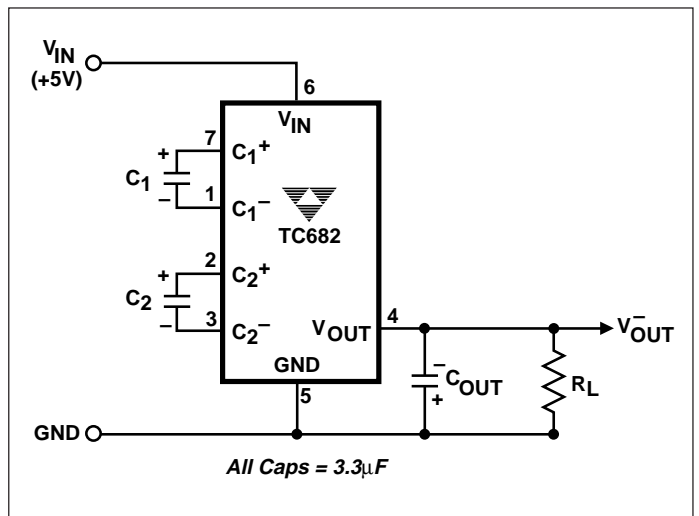 VIN
(+5V)
6
VIN
7
+
C1+
C1
1
–
C1–
TC682
2
+
C2+
C2
3
–
C2–
VOUT
4
V–OUT
GND
–
COUT
+
RL
5
GND
All Caps = 3.3µF